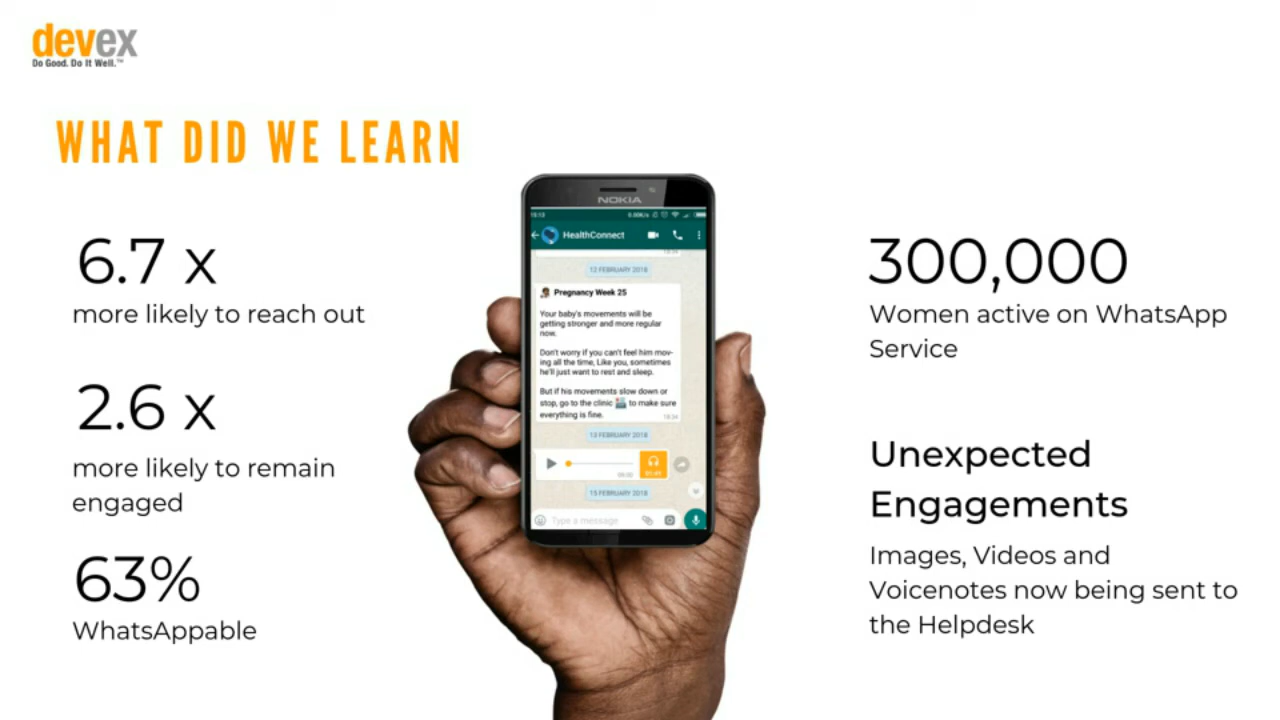 devex
Do Good. Do It Well.™
WHAT DID WE LEARN
6.7 x
more likely to reach out
2.6 x
more likely to remain
engaged
63%
WhatsAppable
NOKIA
HealthConnect
12 FEBRUARY 2018
Pregnancy Week 25
Your baby's movements will be
getting stronger and more regular
now.
Don't worry if you can't feel him mov-
ing all the time, Like you, sometimes
he'll just want to rest and sleep.
But if his movements slow down or
stop, go to the clinic to make sure
everything is fine.
13 FEBRUARY 2018
15 FEBRUARY 2018
Type a message
300,000
Women active on WhatsApp
Service
Unexpected
Engagements
Images, Videos and
Voicenotes now being sent to
the Helpdesk